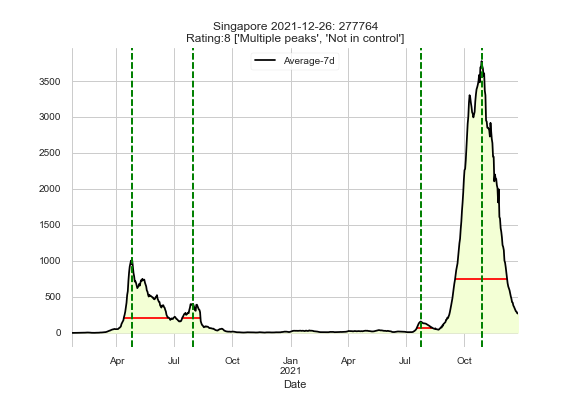 Singapore 2021-12-26: 277764
Rating:8 ['Multiple peaks', 'Not in control']
Average-7d
3500
3000
2500
2000
1500
1000
500
0
Apr Jul Oct Jan Apr Jul Oct
2021
Date